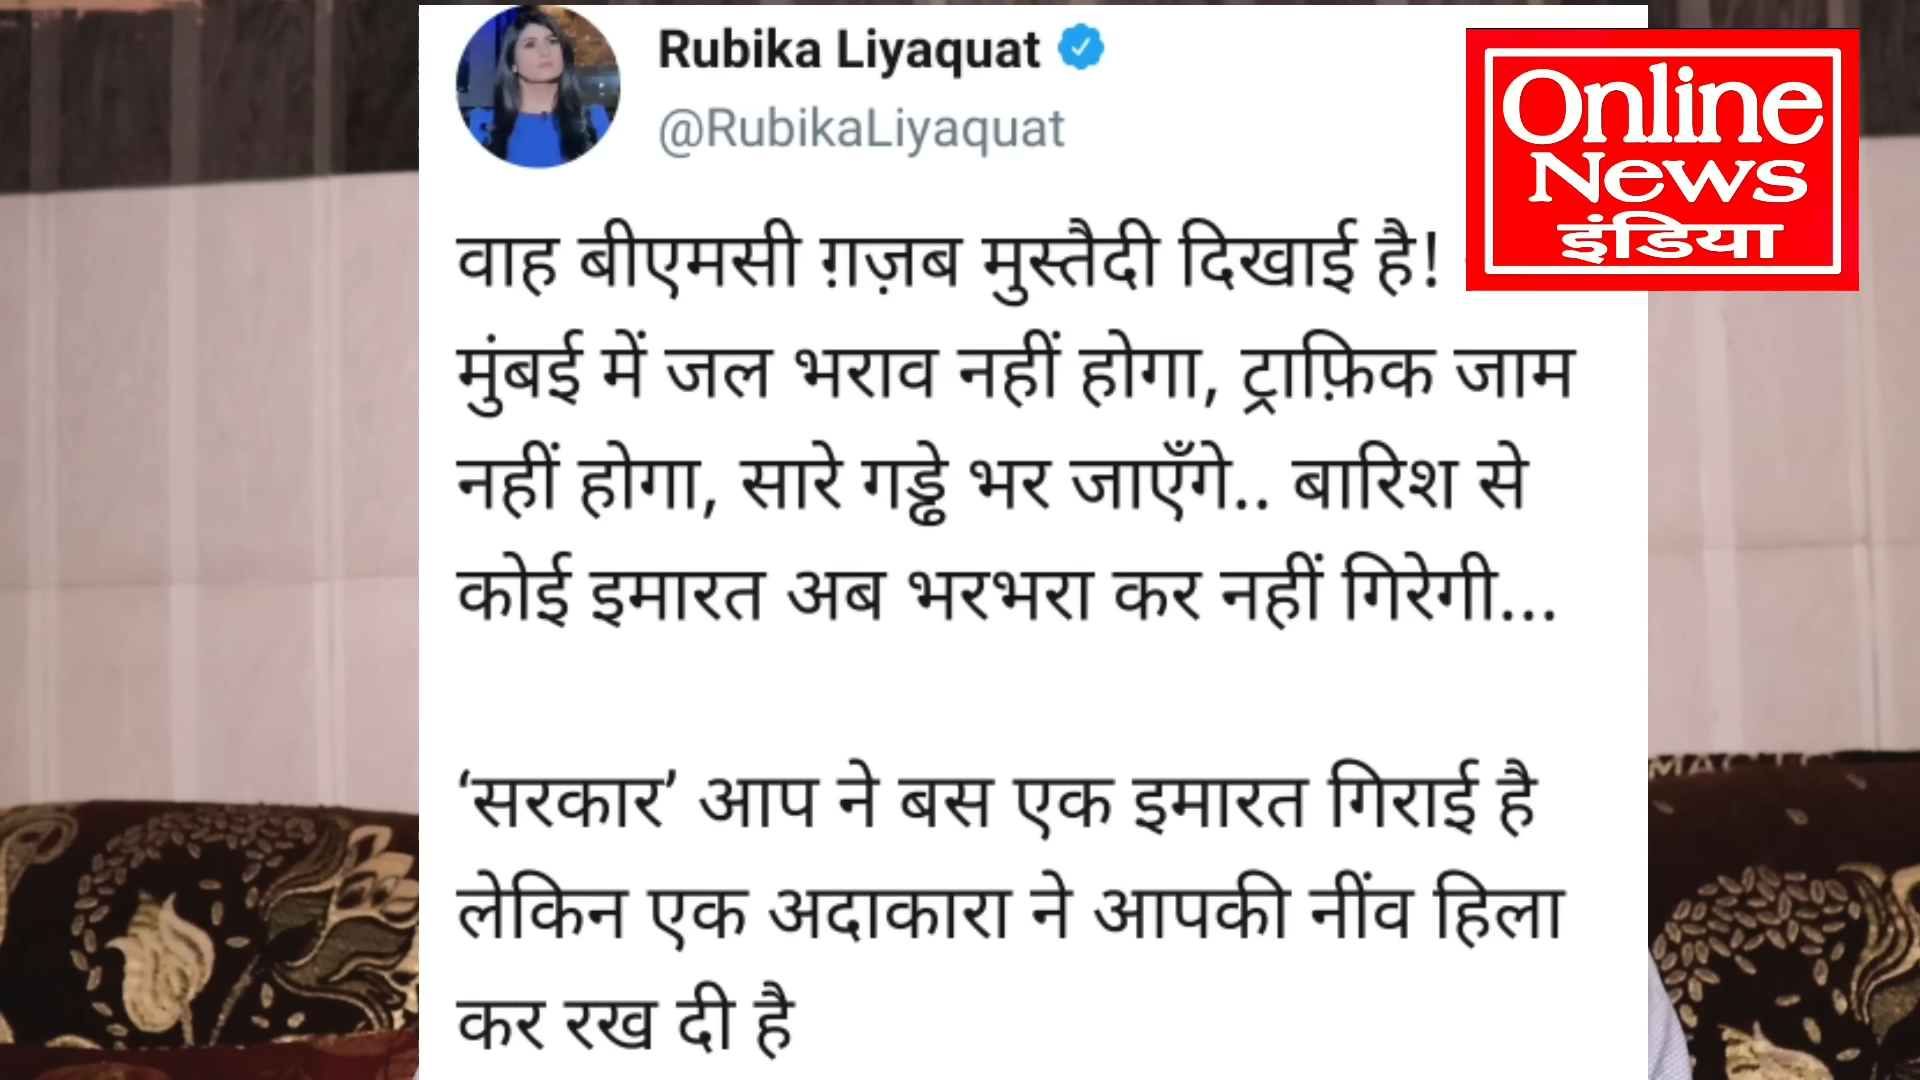 Rubika Liyaquat
@RubikaLiyaquat
Online
News
इंडिया
वाह बीएमसी ग़ज़ब मुस्तैदी दिखाई है!
मुंबई में जल भराव नहीं होगा, ट्राफ़िक जाम
नहीं होगा, सारे गड्ढे भर जाएँगे.. बारिश से
कोई इमारत अब भरभरा कर नहीं गिरेगी...
‘सरकार’ आप ने बस एक इमारत गिराई है
लेकिन एक अदाकारा ने आपकी नींव हिला
कर रख दी है